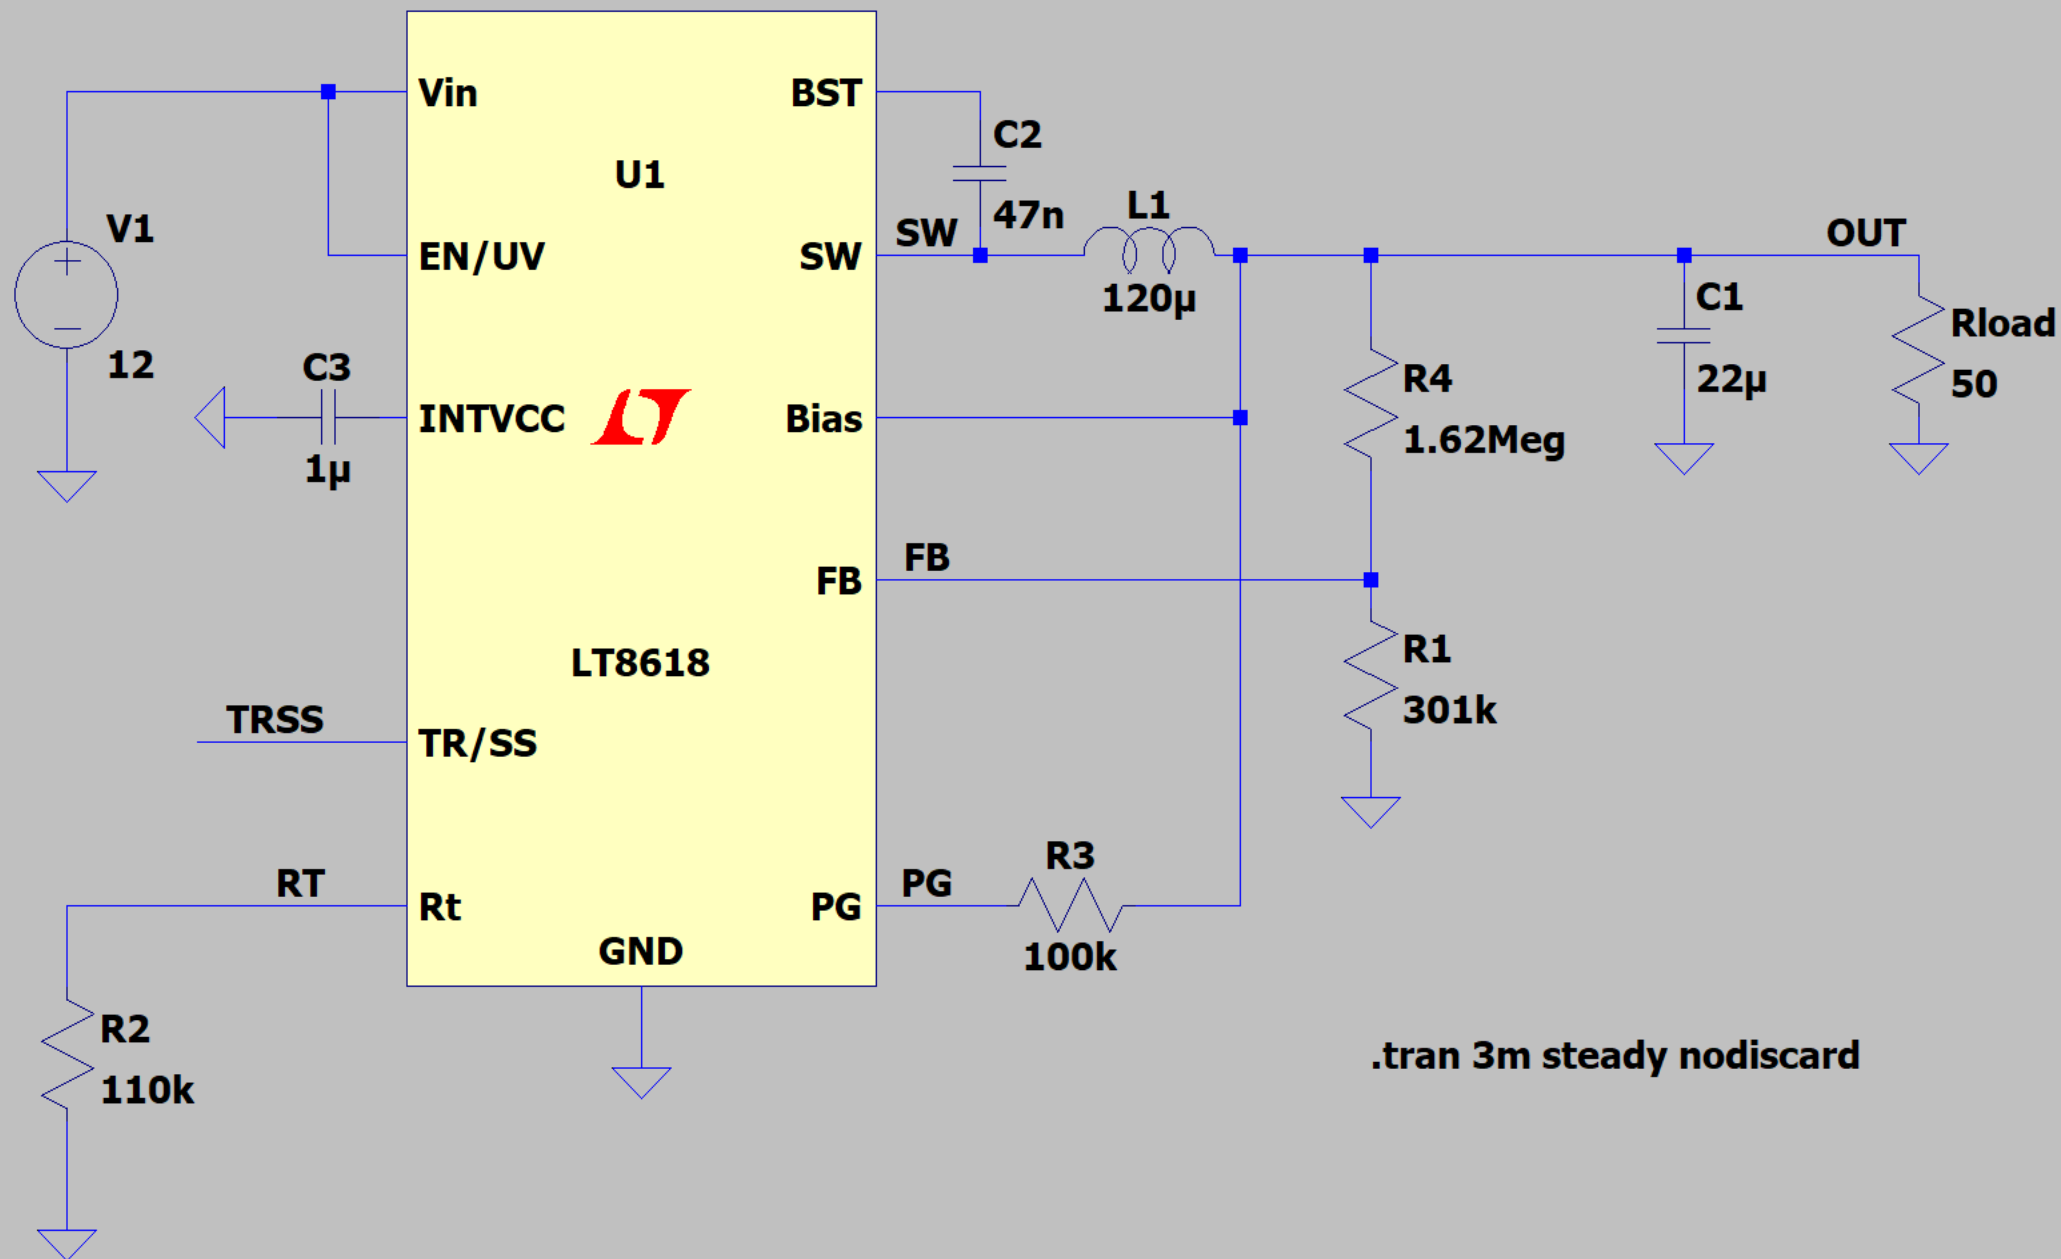 Vin
BST
C2
U1
47n
L1
V1
SW
OUT
EN/UV
SW
120µ
C1
Rload
12
C3
INTVCC
Bias
R4
22µ
50
1µ
1.62Meg
FB
FB
R1
LT8618
301k
TRSS
TR/SS
R3
RT
PG
Rt
PG
GND
100k
R2
110k
.tran 3m steady nodiscard